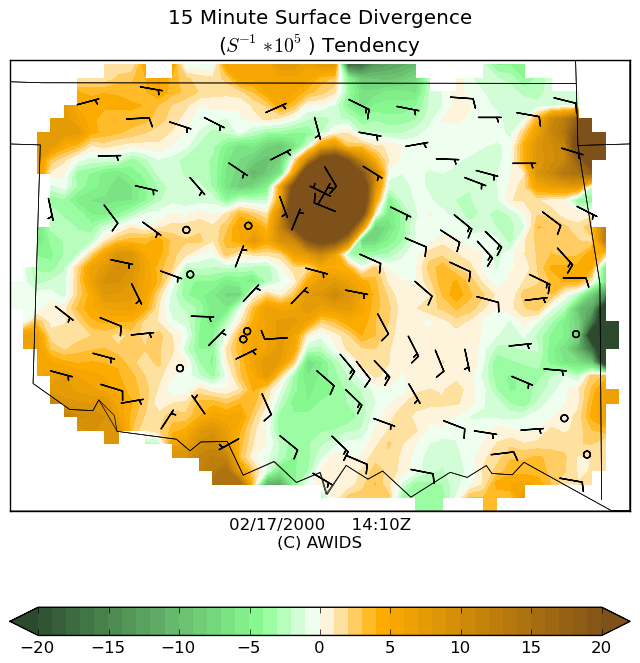 15 Minute Surface Divergence
(S⁻¹ * 10⁵ ) Tendency
02/17/2000 14:10Z
(C) AWIDS
−20 −15 −10 −5 0 5 10 15 20